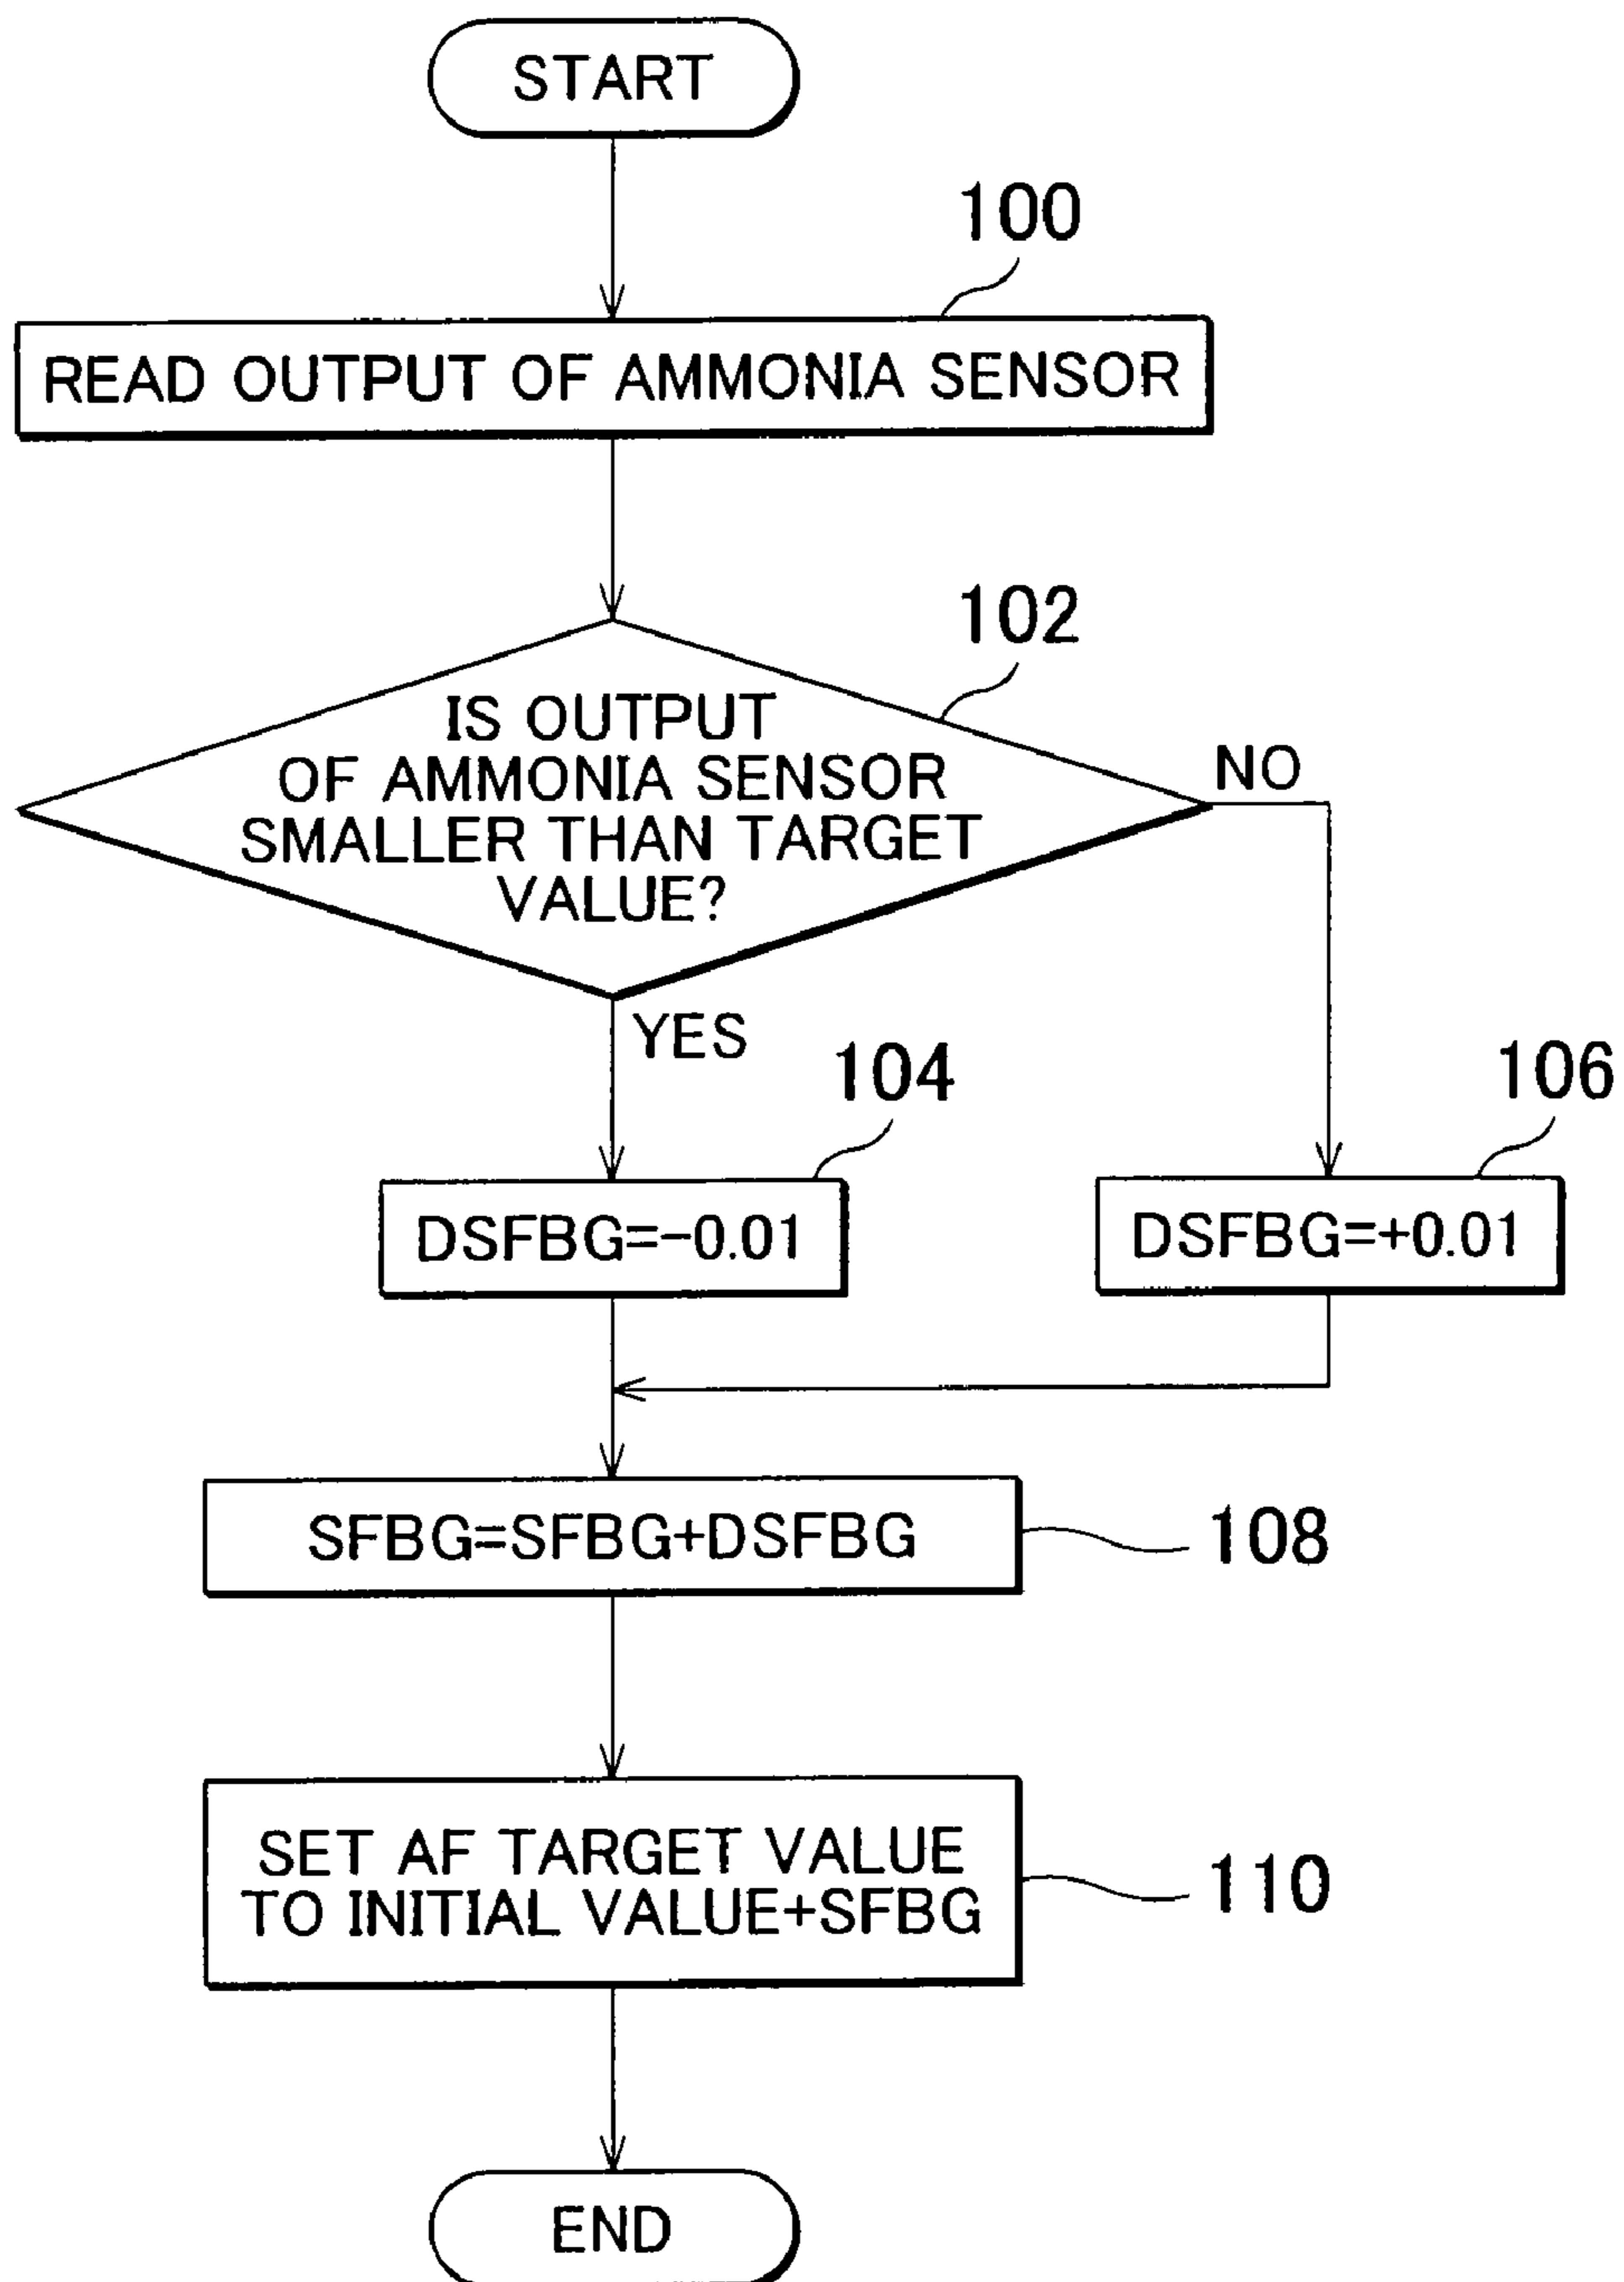 START
100
READ OUTPUT OF AMMONIA SENSOR
102
IS OUTPUT
OF AMMONIA SENSOR
SMALLER THAN TARGET
VALUE?
NO
YES
104
106
DSFBG=-0.01
DSFBG=+0.01
SFBG=SFBG+DSFBG
108
SET AF TARGET VALUE
TO INITIAL VALUE+SFBG
110
END